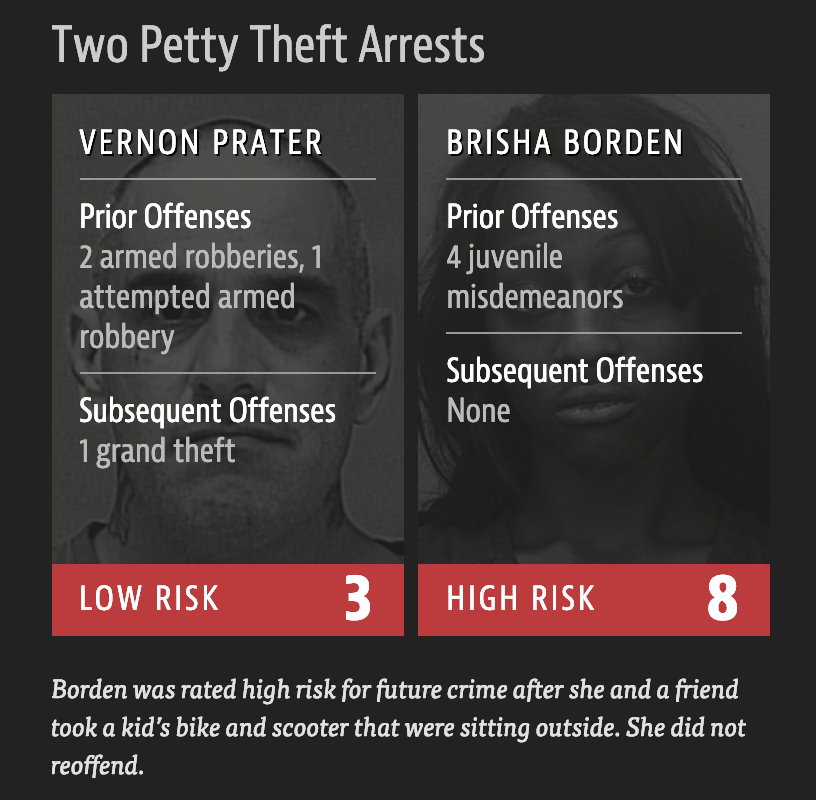 Two Petty Theft Arrests
VERNON PRATER
Prior Offenses
2 armed robberies, 1
attempted armed
robbery
Subsequent Offenses
1 grand theft
LOW RISK 3
BRISHA BORDEN
Prior Offenses
4 juvenile
misdemeanors
Subsequent Offenses
None
HIGH RISK 8
Borden was rated high risk for future crime after she and a friend
took a kid’s bike and scooter that were sitting outside. She did not
reoffend.